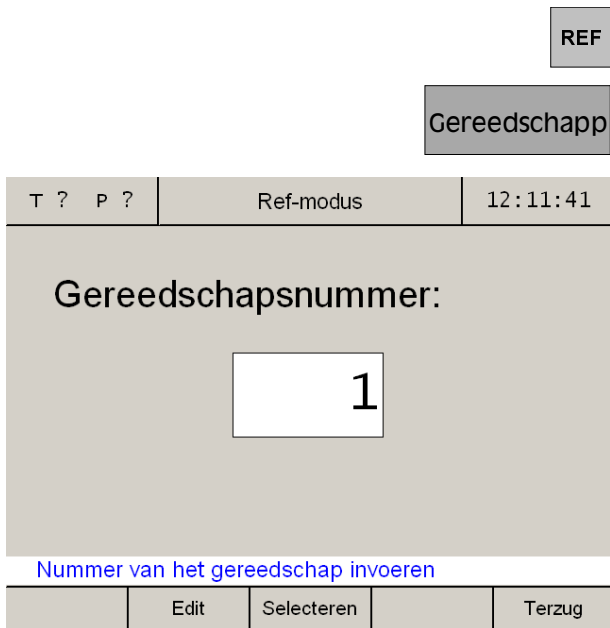 REF
Gereedschapp
T ? P ? Ref-modus 12:11:41
Gereedschapsnummer:
1
Nummer van het gereedschap invoeren
Edit Selecteren Terzug